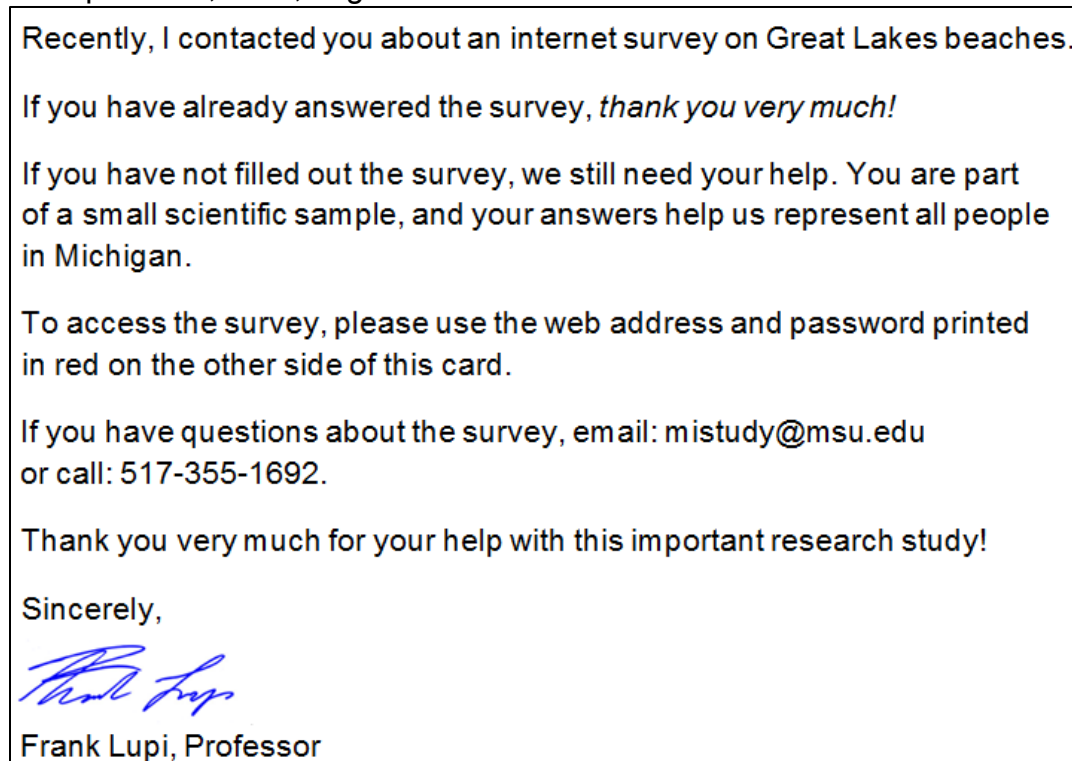 Recently, I contacted you about an internet survey on Great Lakes beaches.
If you have already answered the survey, thank you very much!
If you have not filled out the survey, we still need your help. You are part
of a small scientific sample, and your answers help us represent all people
in Michigan.
To access the survey, please use the web address and password printed
in red on the other side of this card.
If you have questions about the survey, email: mistudy@msu.edu
or call: 517-355-1692.
Thank you very much for your help with this important research study!
Sincerely,
Frank Lupi
Frank Lupi, Professor